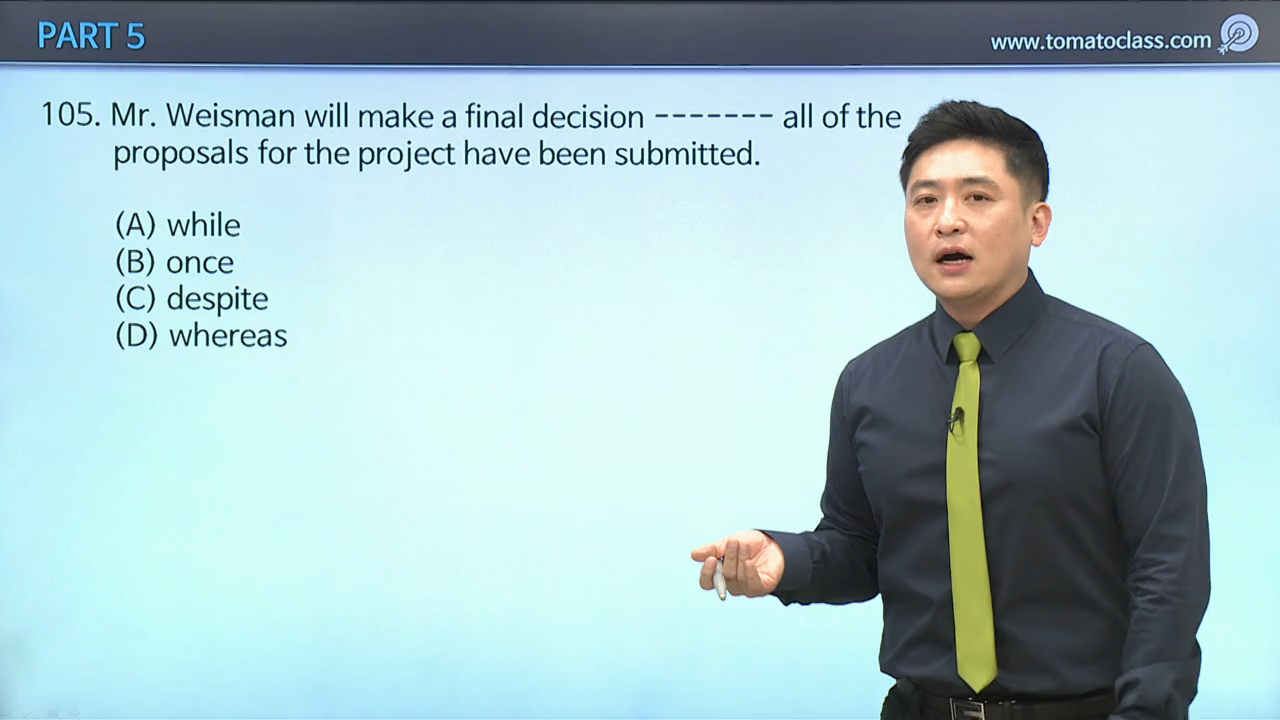 PART 5
www.tomatoclass.com
105. Mr. Weisman will make a final decision ------- all of the
proposals for the project have been submitted.
(A) while
(B) once
(C) despite
(D) whereas